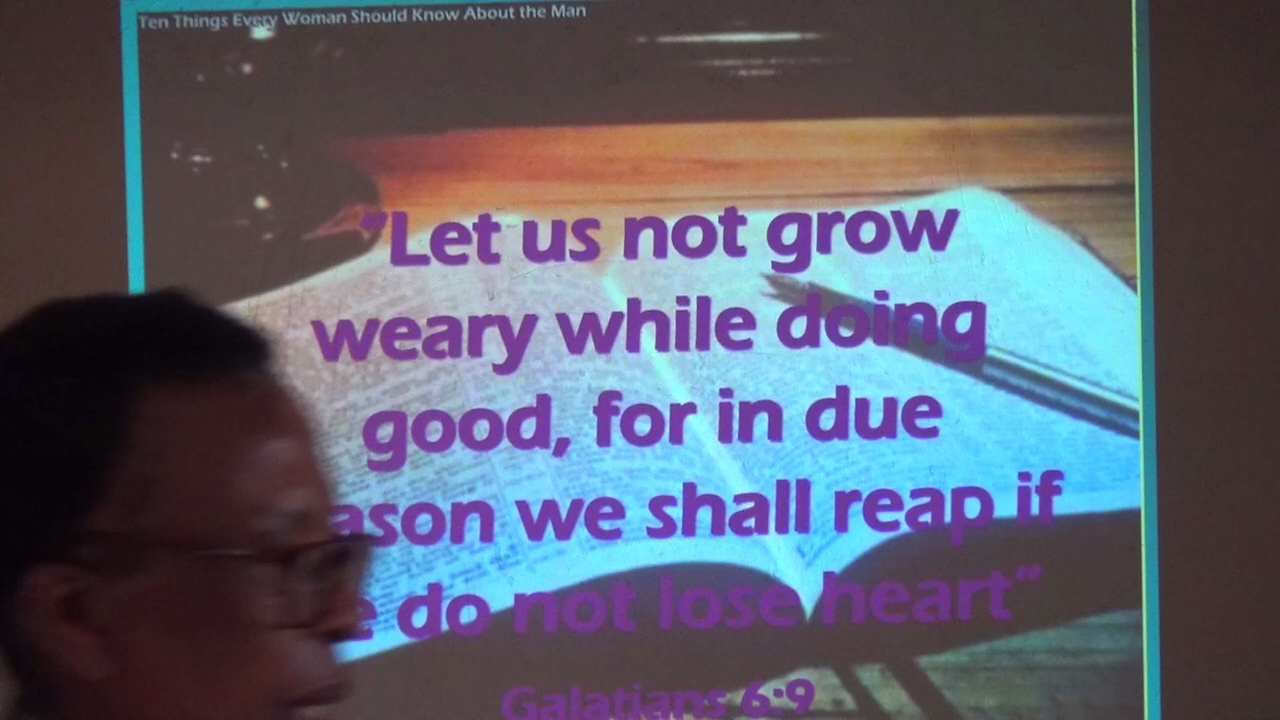 Ten Things Every Woman Should Know About the Man
"Let us not grow
weary while doing
good, for in due
ason we shall reap if
e do not lose heart"
Galatians 6:9